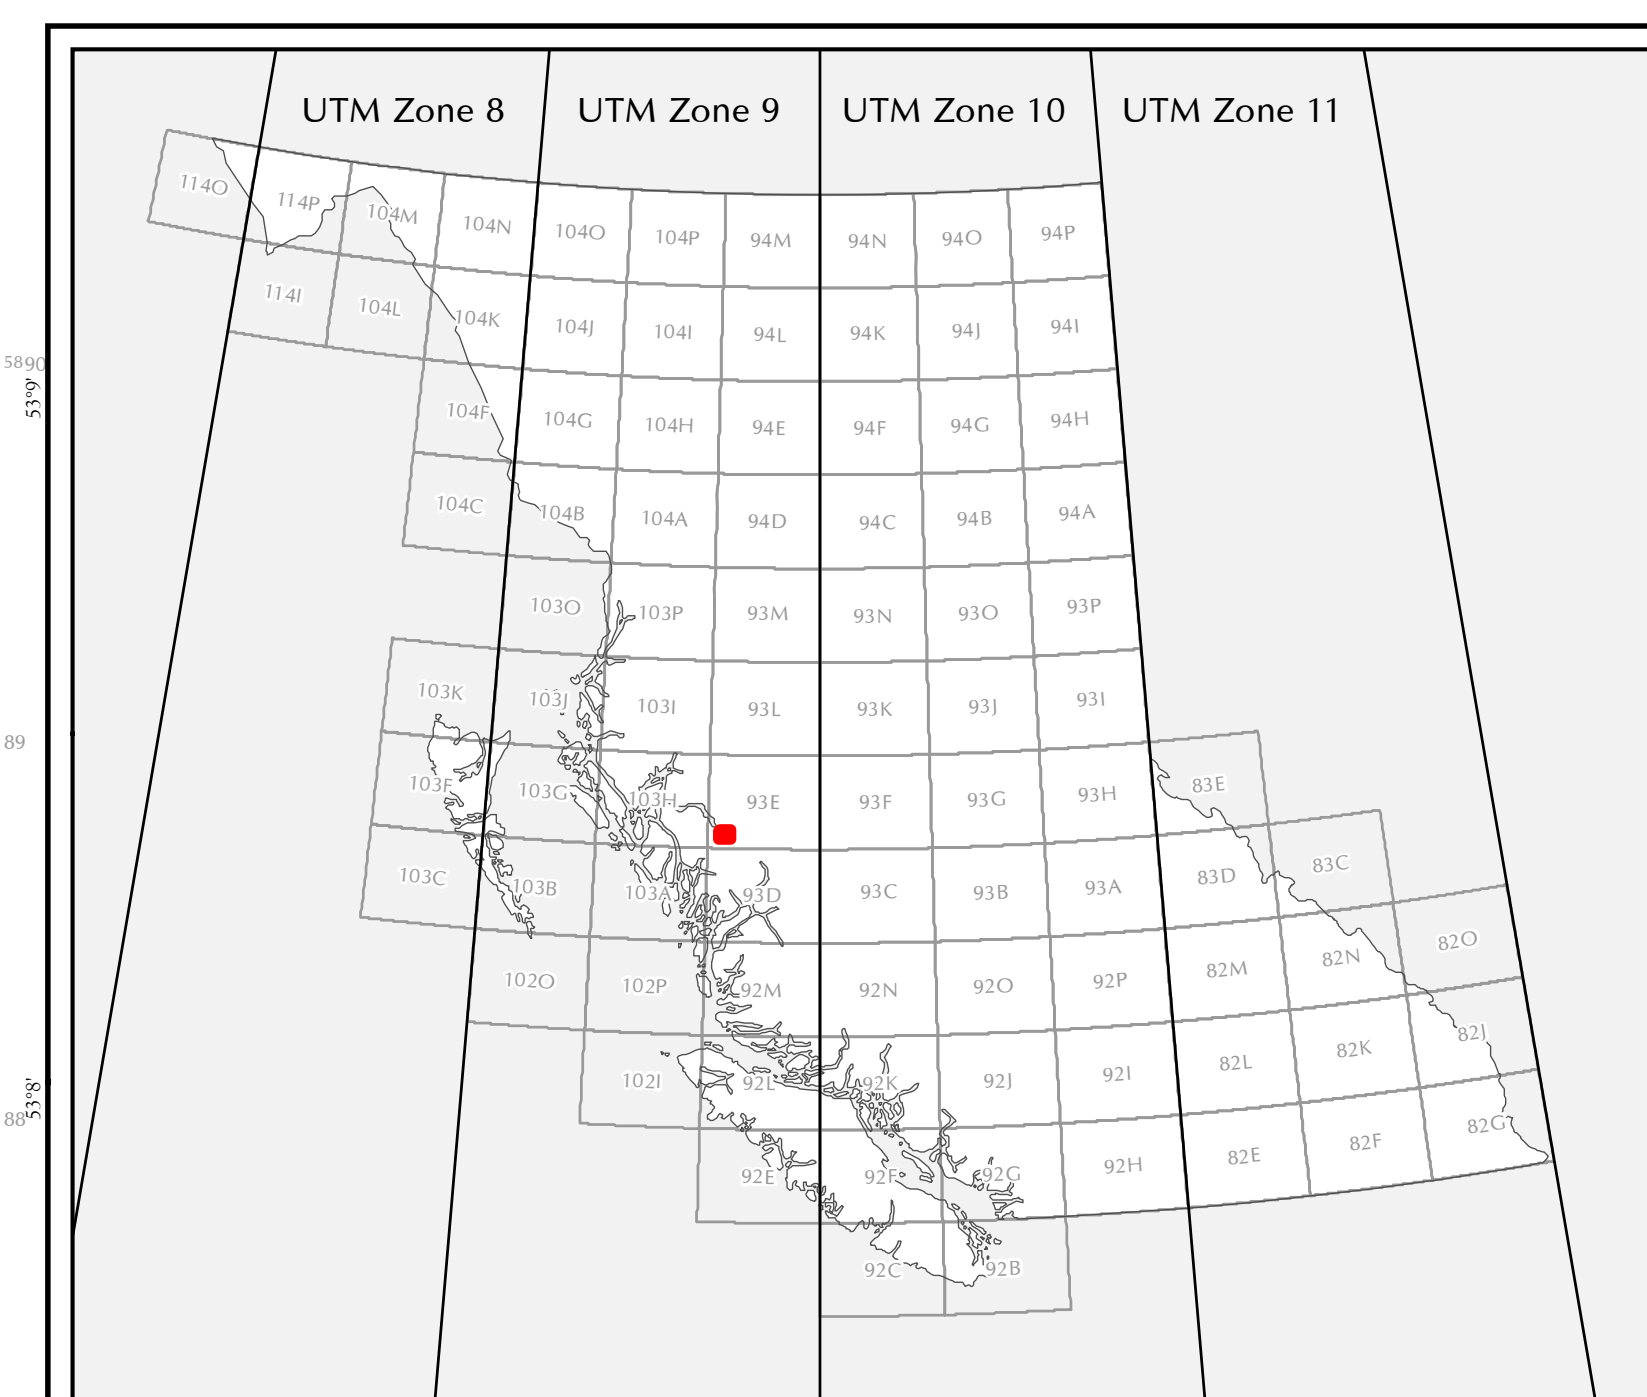 UTM Zone 8 UTM Zone 9 UTM Zone 10 UTM Zone 11
114O 114P 104M 104N 104O 104P 94M 94N 94O 94P
114I 104L 104K 104J 104I 94L 94K 94J 94I
5890
53°9'
104F 104G 104H 94E 94F 94G 94H
104C 104B 104A 94D 94C 94B 94A
103O 103P 93M 93N 93O 93P
103K 103J 103I 93L 93K 93J 93I
89
103F 103G 103H 93E 93F 93G 93H 83E
103C 103B 103A 93D 93C 93B 93A 83D 83C
102O 102P 92M 92N 92O 92P 82M 82N 82O
102I 92L 92K 92J 92I 82L 82K 82J
53°8'
88
92E 92F 92G 92H 82E 82F 82G
92C 92B